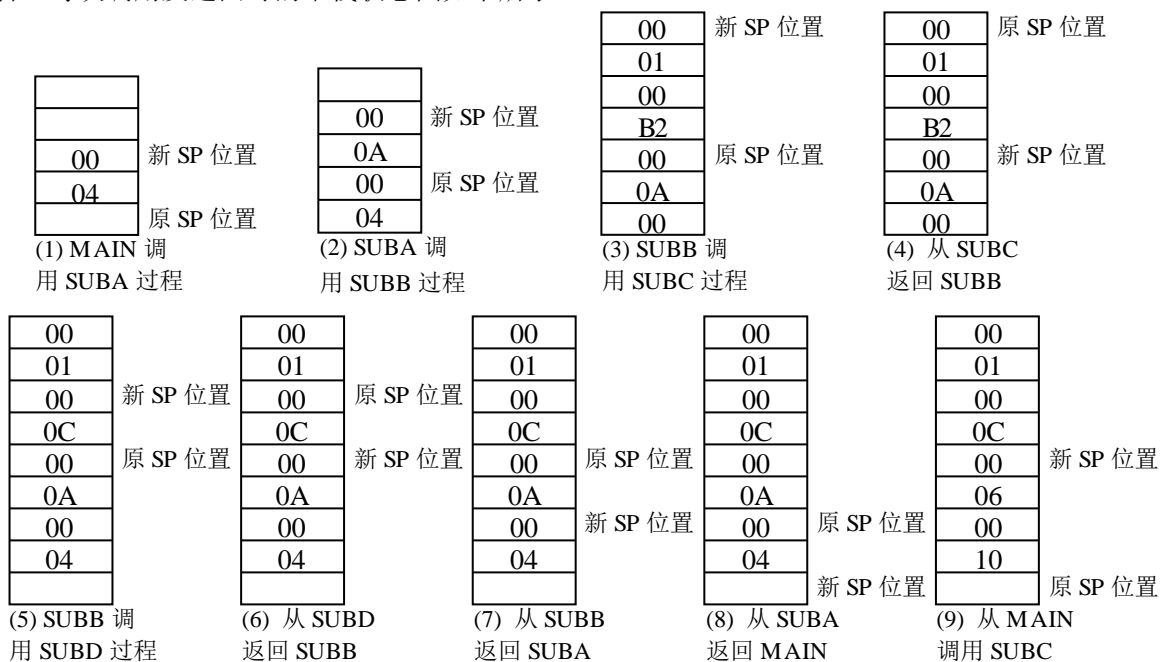 00
新 SP 位置
04
原 SP 位置
(1) MAIN 调
用 SUBA 过程
00
新 SP 位置
0A
00
原 SP 位置
04
(2) SUBA 调
用 SUBB 过程
00
新 SP 位置
01
00
B2
00
原 SP 位置
0A
00
(3) SUBB 调
用 SUBC 过程
00
原 SP 位置
01
00
B2
00
新 SP 位置
0A
00
(4) 从 SUBC
返回 SUBB
00
01
00
新 SP 位置
0C
00
原 SP 位置
0A
00
04
(5) SUBB 调
用 SUBD 过程
00
01
00
原 SP 位置
0C
00
新 SP 位置
0A
00
04
(6) 从 SUBD
返回 SUBB
00
01
00
0C
00
原 SP 位置
0A
00
新 SP 位置
04
(7) 从 SUBB
返回 SUBA
00
01
00
0C
00
0A
00
原 SP 位置
04
新 SP 位置
(8) 从 SUBA
返回 MAIN
00
01
00
0C
00
新 SP 位置
06
00
10
原 SP 位置
(9) 从 MAIN
调用 SUBC